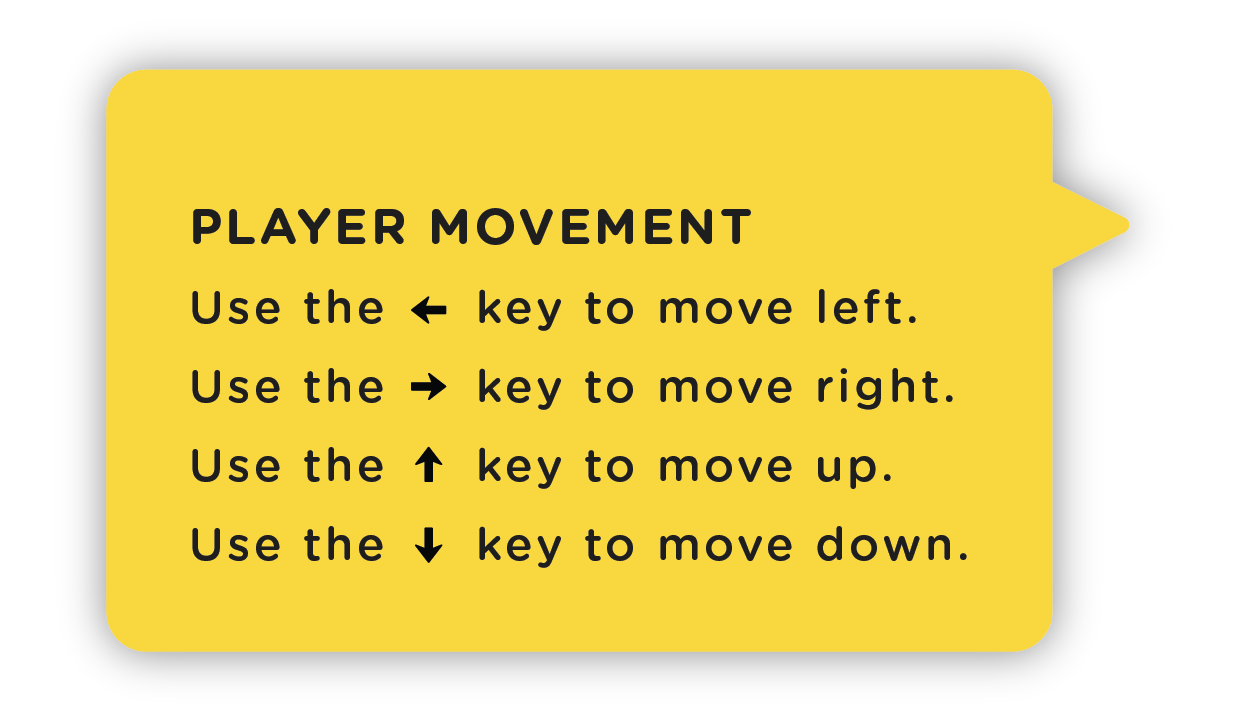 PLAYER MOVEMENT
Use the ← key to move left.
Use the → key to move right.
Use the ↑ key to move up.
Use the ↓ key to move down.